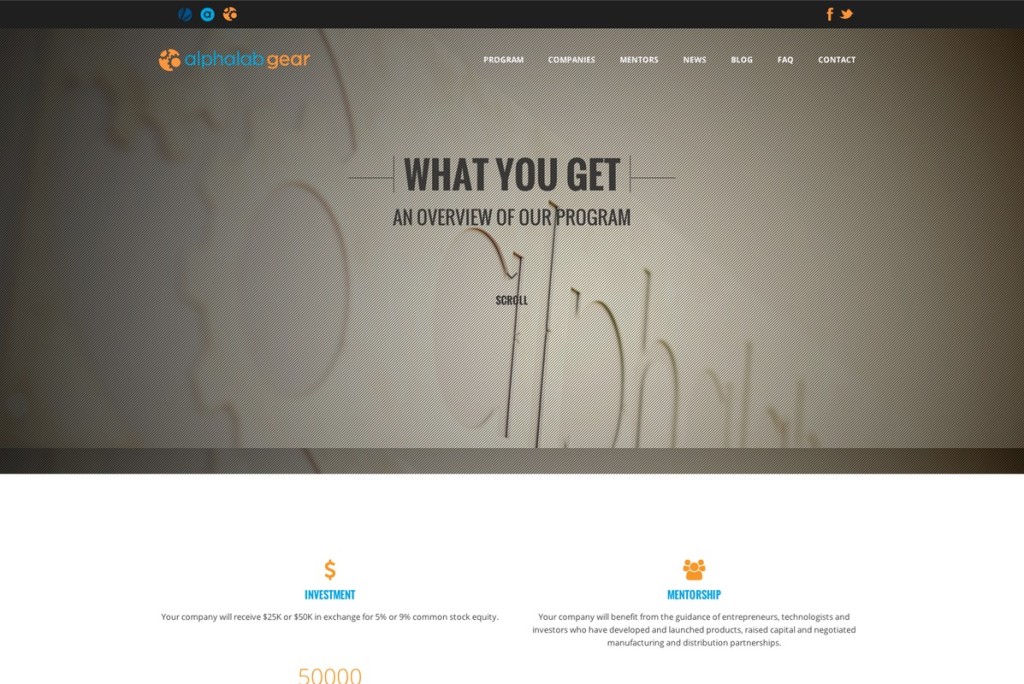 alphalab gear
PROGRAM COMPANIES MENTORS NEWS BLOG FAQ CONTACT
WHAT YOU GET
AN OVERVIEW OF OUR PROGRAM
SCROLL
INVESTMENT
Your company will receive $25K or $50K in exchange for 5% or 9% common stock equity.
50000
MENTORSHIP
Your company will benefit from the guidance of entrepreneurs, technologists and
investors who have developed and launched products, raised capital and negotiated
manufacturing and distribution partnerships.